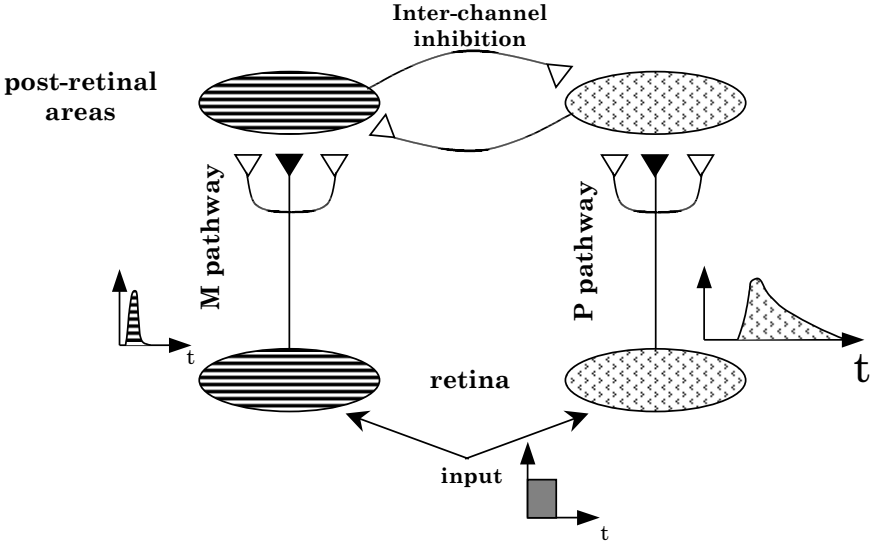 Inter-channel
inhibition
post-retinal
areas
M pathway
P pathway
t
t
retina
input
t